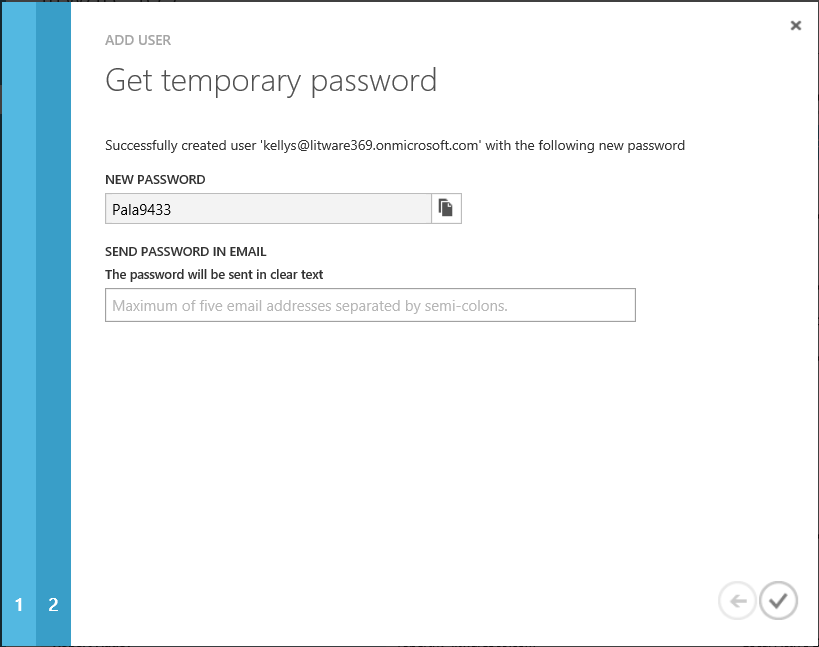 ADD USER
Get temporary password
Successfully created user 'kellys@litware369.onmicrosoft.com' with the following new password
NEW PASSWORD
Pala9433
SEND PASSWORD IN EMAIL
The password will be sent in clear text
Maximum of five email addresses separated by semi-colons.
1 2